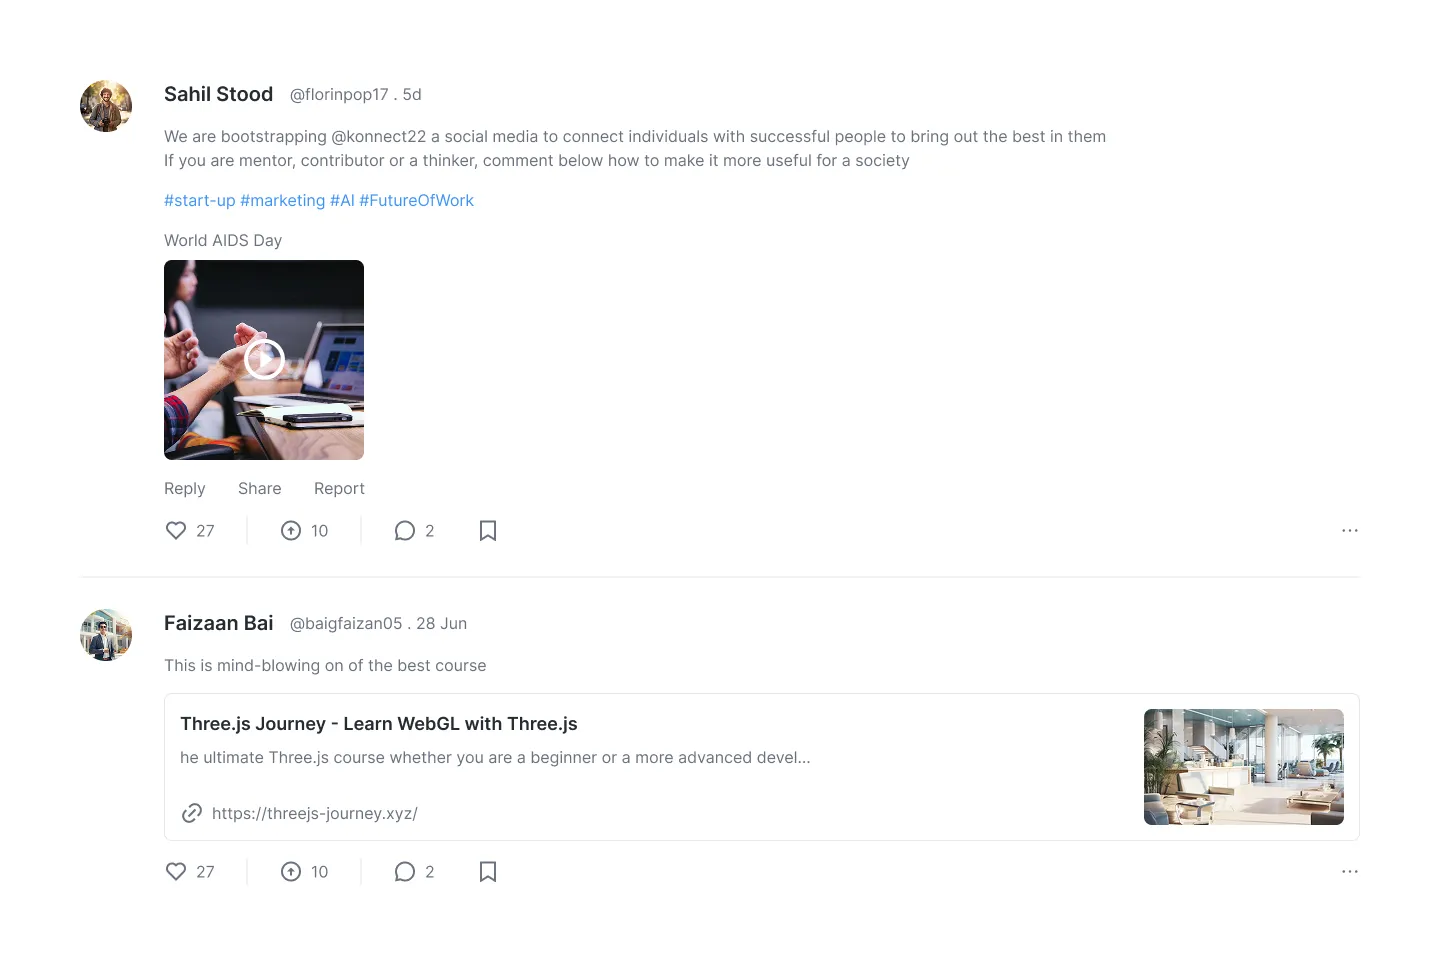 Sahil Stood @florinpop17 . 5d
We are bootstrapping @konnect22 a social media to connect individuals with successful people to bring out the best in them
If you are mentor, contributor or a thinker, comment below how to make it more useful for a society
#start-up #marketing #AI #FutureOfWork
World AIDS Day
Reply Share Report
27 10 2
Faizaan Bai @baigfaizan05 . 28 Jun
This is mind-blowing on of the best course
Three.js Journey - Learn WebGL with Three.js
he ultimate Three.js course whether you are a beginner or a more advanced devel...
https://threejs-journey.xyz/
27 10 2